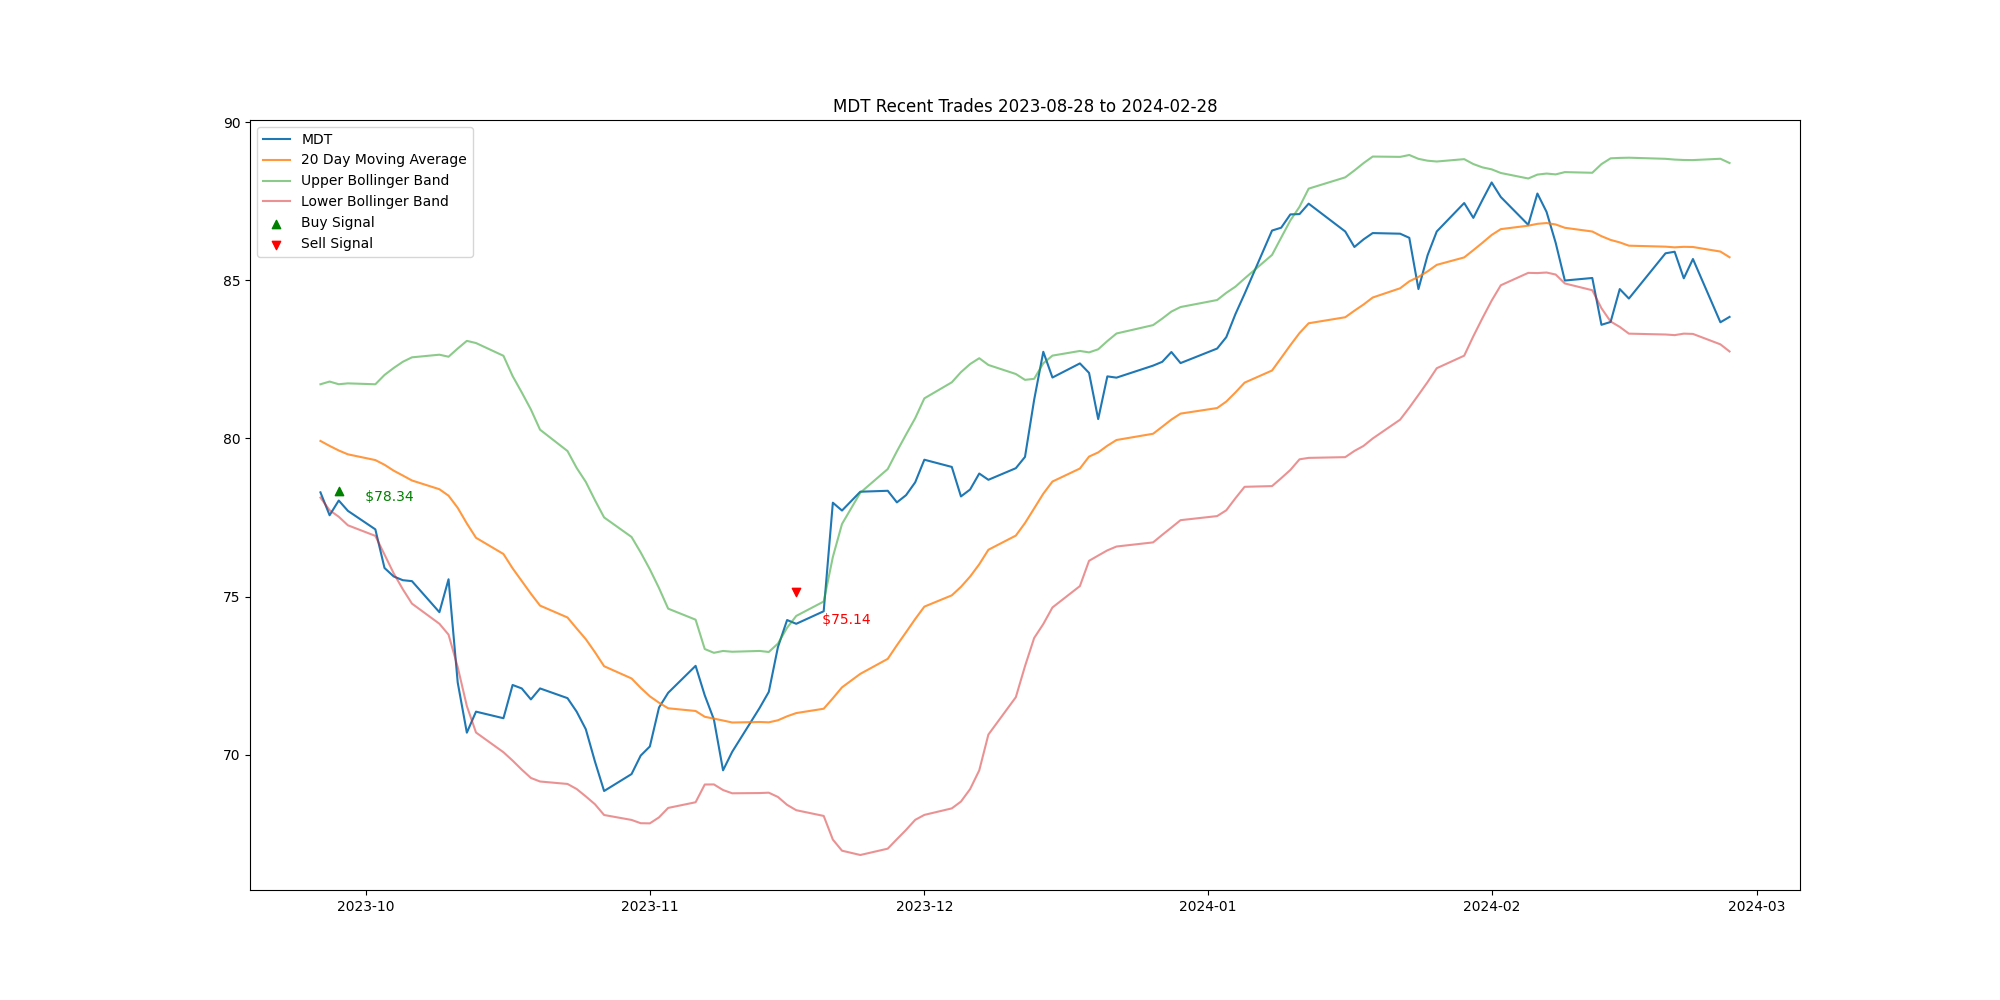 MDT Recent Trades 2023-08-28 to 2024-02-28
90
85
80
75
70
MDT
20 Day Moving Average
Upper Bollinger Band
Lower Bollinger Band
Buy Signal
Sell Signal
$78.34
$75.14
2023-10
2023-11
2023-12
2024-01
2024-02
2024-03